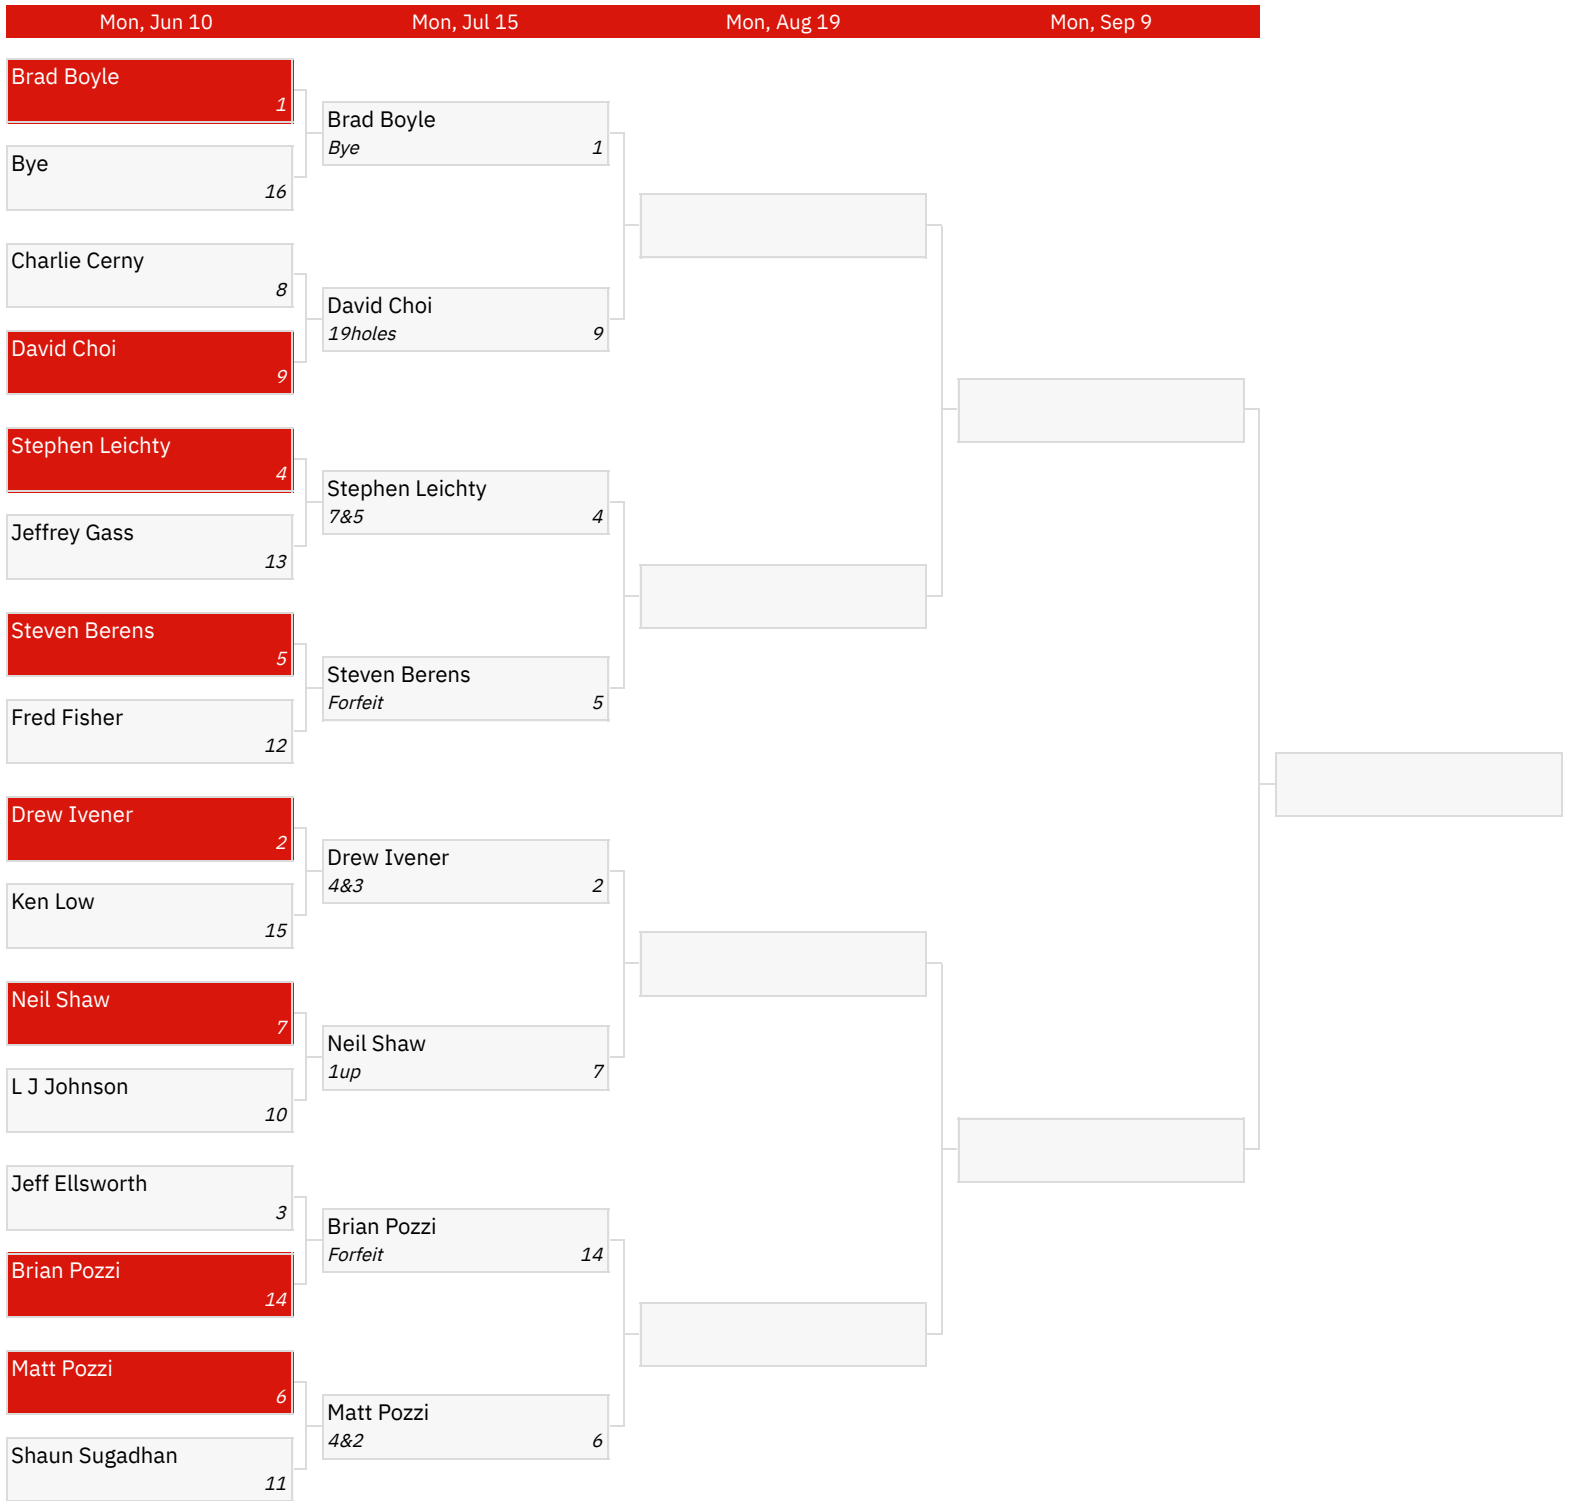 Mon, Jun 10
Mon, Jul 15
Mon, Aug 19
Mon, Sep 9
Brad Boyle
1
Bye
16
Charlie Cerny
8
David Choi
9
Stephen Leichty
4
Jeffrey Gass
13
Steven Berens
5
Fred Fisher
12
Drew Ivener
2
Ken Low
15
Neil Shaw
7
L J Johnson
10
Jeff Ellsworth
3
Brian Pozzi
14
Matt Pozzi
6
Shaun Sugadhan
11
Brad Boyle
Bye 1
David Choi
19holes 9
Stephen Leichty
7&5 4
Steven Berens
Forfeit 5
Drew Ivener
4&3 2
Neil Shaw
1up 7
Brian Pozzi
Forfeit 14
Matt Pozzi
4&2 6